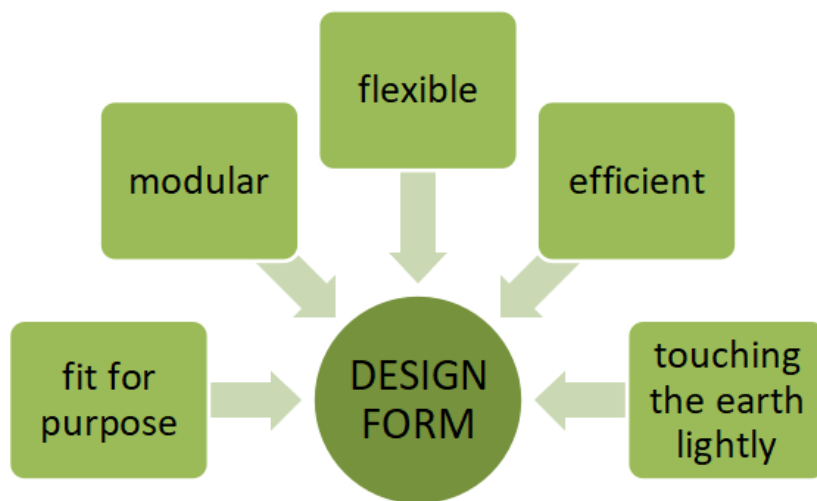 flexible
modular
efficient
fit for
purpose
DESIGN
FORM
touching
the earth
lightly